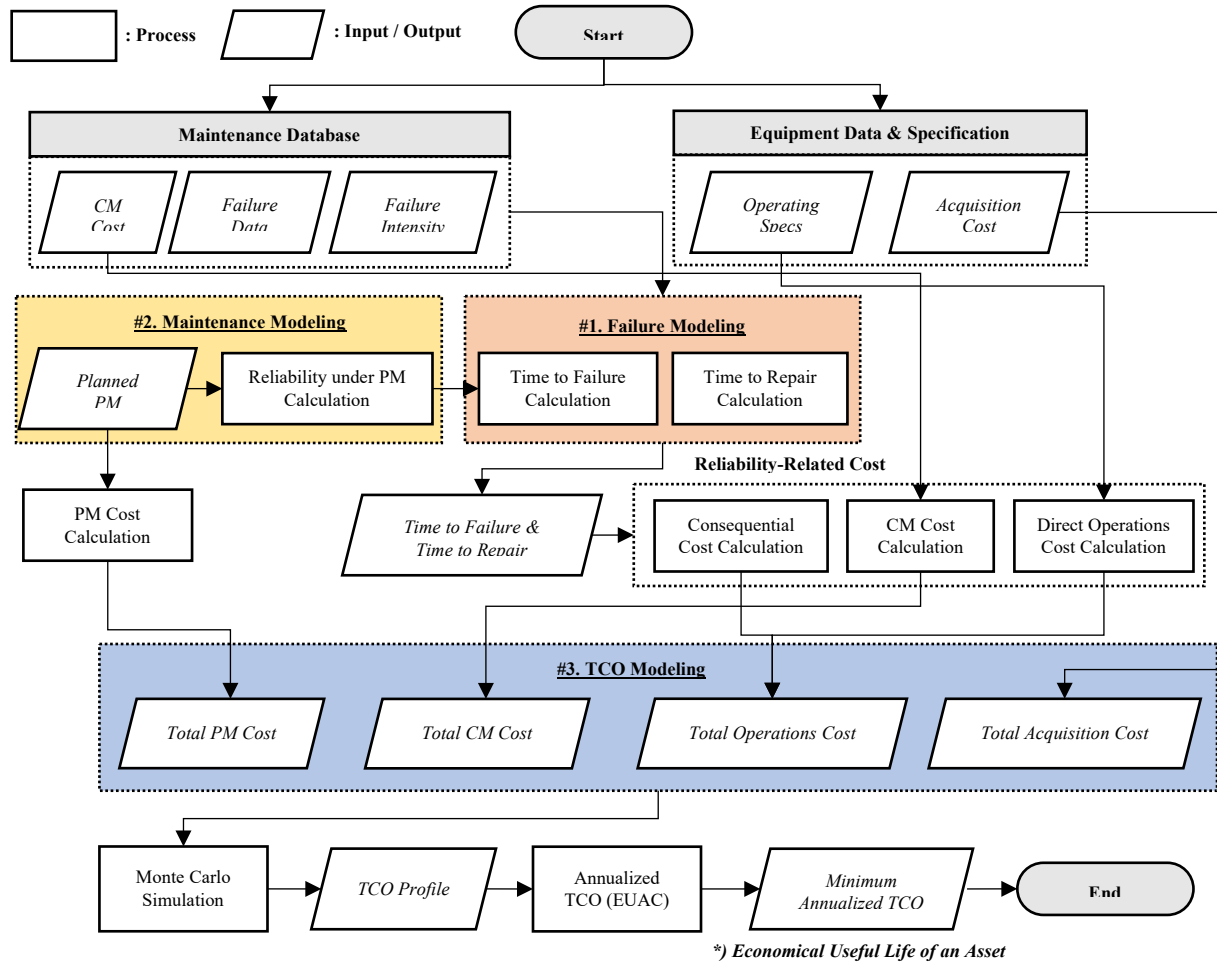 : Process
: Input / Output
Start
Maintenance Database
Equipment Data & Specification
CM
Cost
Failure
Data
Failure
Intensity
Operating
Specs
Acquisition
Cost
#2. Maintenance Modeling
#1. Failure Modeling
Planned
PM
Reliability under PM
Calculation
Time to Failure
Calculation
Time to Repair
Calculation
Reliability-Related Cost
PM Cost
Calculation
Time to Failure &
Time to Repair
Consequential
Cost Calculation
CM Cost
Calculation
Direct Operations
Cost Calculation
#3. TCO Modeling
Total PM Cost
Total CM Cost
Total Operations Cost
Total Acquisition Cost
Monte Carlo
Simulation
TCO Profile
Annualized
TCO (EUAC)
Minimum
Annualized TCO
End
*) Economical Useful Life of an Asset